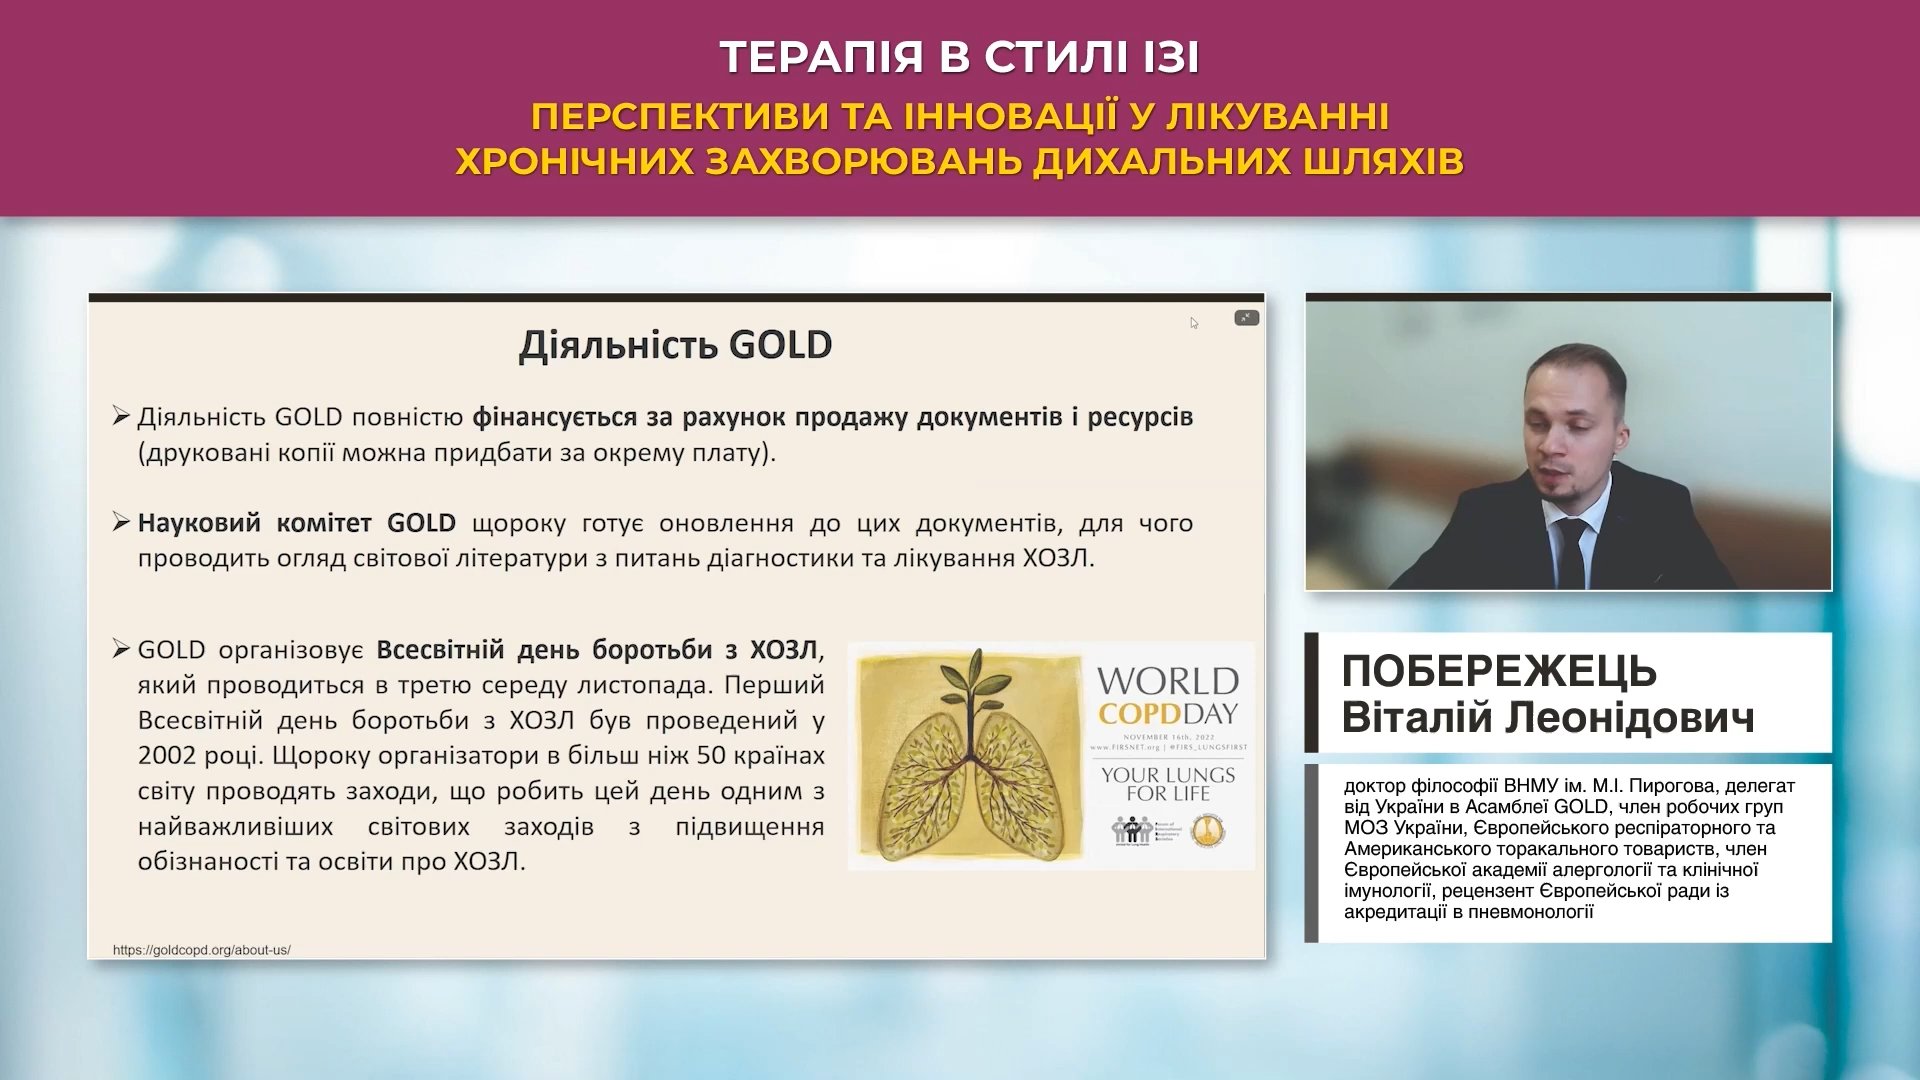 ТЕРАПІЯ В СТИЛІ ІЗІ
ПЕРСПЕКТИВИ ТА ІННОВАЦІЇ У ЛІКУВАННІ
ХРОНІЧНИХ ЗАХВОРЮВАНЬ ДИХАЛЬНИХ ШЛЯХІВ
Діяльність GOLD
➢ Діяльність GOLD повністю фінансується за рахунок продажу документів і ресурсів
(друковані копії можна придбати за окрему плату).
➢ Науковий комітет GOLD щороку готує оновлення до цих документів, для чого
проводить огляд світової літератури з питань діагностики та лікування ХОЗЛ.
➢ GOLD організовує Всесвітній день боротьби з ХОЗЛ,
який проводиться в третю середу листопада. Перший
Всесвітній день боротьби з ХОЗЛ був проведений у
2002 році. Щороку організатори в більш ніж 50 країнах
світу проводять заходи, що робить цей день одним з
найважливіших світових заходів з підвищення
обізнаності та освіти про ХОЗЛ.
WORLD
COPDDAY
NOVEMBER 16th, 2022
www.FIRSNET.org | @FIRS_LUNGSFIRST
YOUR LUNGS
FOR LIFE
https://goldcopd.org/about-us/
ПОБЕРЕЖЕЦЬ
Віталій Леонідович
доктор філософії ВНМУ ім. М.І. Пирогова, делегат
від України в Асамблеї GOLD, член робочих груп
МОЗ України, Європейського респіраторного та
Американського торакального товариств, член
Європейської академії алергології та клінічної
імунології, рецензент Європейської ради із
акредитації в пневмонології